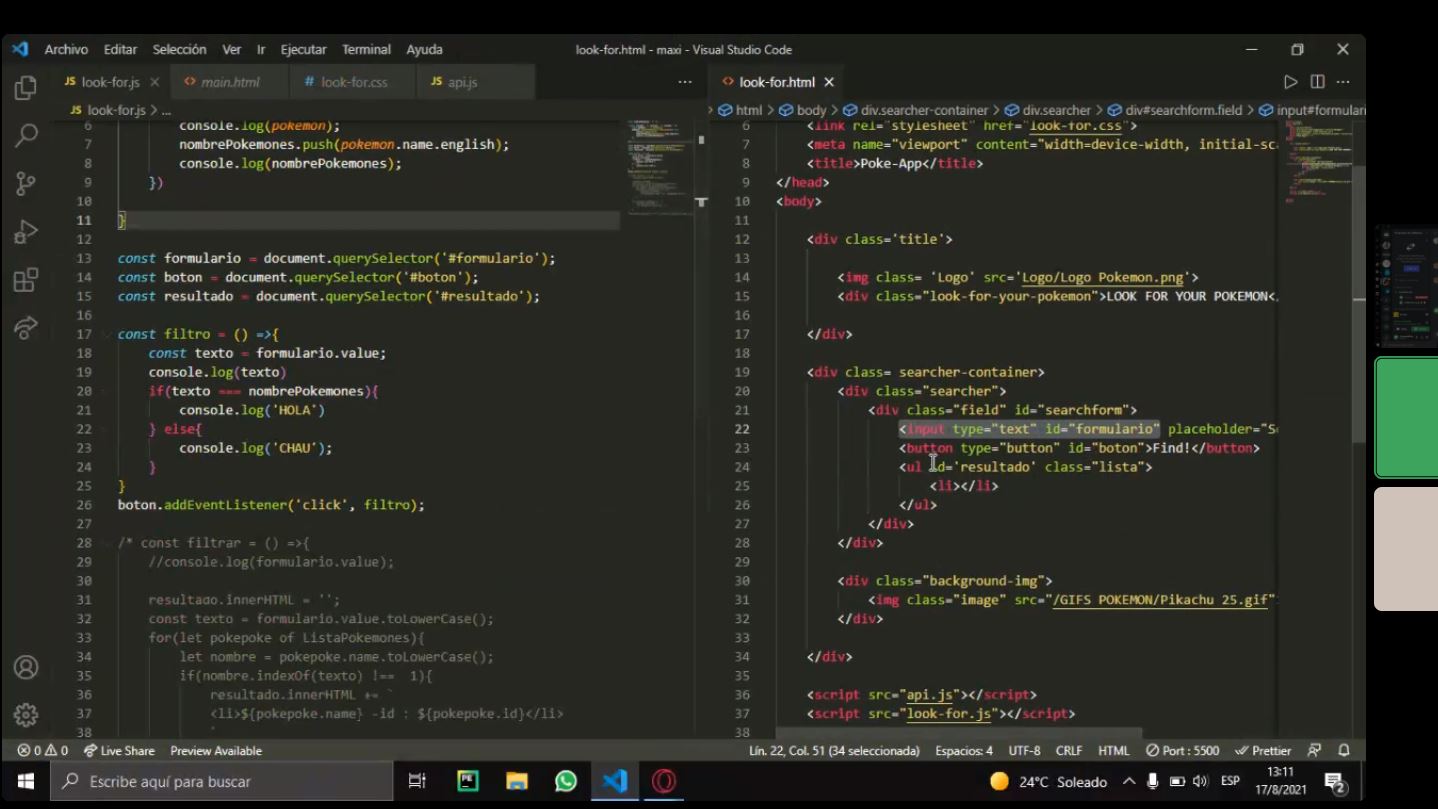 Archivo Editar Selección Ver Ir Ejecutar Terminal Ayuda
look-for.html - maxi - Visual Studio Code
JS look-for.js
main.html
# look-for.css
JS api.js
JS look-for.js > ...
6 console.log(pokemon);
7 nombrePokemones.push(pokemon.name.english);
8 console.log(nombrePokemones);
9 })
10
11 }
12
13 const formulario = document.querySelector('#formulario');
14 const boton = document.querySelector('#boton');
15 const resultado = document.querySelector('#resultado');
16
17 const filtro = () =>{
18 const texto = formulario.value;
19 console.log(texto)
20 if(texto === nombrePokemones){
21 console.log('HOLA')
22 } else{
23 console.log('CHAU');
24 }
25 }
26 boton.addEventListener('click', filtro);
27
28 /* const filtrar = () =>{
29 //console.log(formulario.value);
30
31 resultado.innerHTML = '';
32 const texto = formulario.value.toLowerCase();
33 for(let pokepoke of ListaPokemones){
34 let nombre = pokepoke.name.toLowerCase();
35 if(nombre.indexOf(texto) !== 1){
36 resultado.innerHTML += `
37 <li>${pokepoke.name} -id : ${pokepoke.id}</li>
38
look-for.html
> html > body > div.searcher-container > div.searcher > div#searchform.field > input#formulari
6 <link rel="stylesheet" href="look-for.css">
7 <meta name="viewport" content="width=device-width, initial-sca
8 <title>Poke-App</title>
9 </head>
10 <body>
11
12 <div class='title'>
13
14 <img class= 'Logo' src='Logo/Logo Pokemon.png'>
15 <div class="look-for-your-pokemon">LOOK FOR YOUR POKEMON<
16
17 </div>
18
19 <div class= searcher-container>
20 <div class="searcher">
21 <div class="field" id="searchform">
22 <input type="text" id="formulario" placeholder="Se
23 <button type="button" id="boton">Find!</button>
24 <ul id='resultado' class="lista">
25 <li></li>
26 </ul>
27 </div>
28 </div>
29
30 <div class="background-img">
31 <img class="image" src="/GIFS POKEMON/Pikachu 25.gif"
32 </div>
33
34 </div>
35
36 <script src="api.js"></script>
37 <script src="look-for.js"></script>
38
0 0 Live Share Preview Available
Lín. 22, Col. 51 (34 seleccionada) Espacios: 4 UTF-8 CRLF HTML Port : 5500 Prettier
Escribe aquí para buscar
24°C Soleado
ESP
13:11
17/8/2021
2